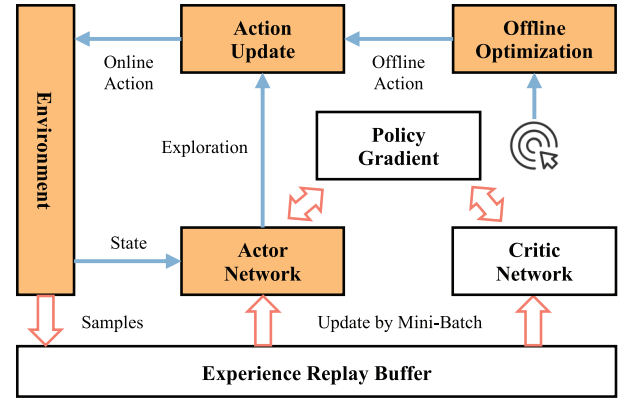 Action
Update
Offline
Optimization
Online
Action
Offline
Action
Environment
Policy
Gradient
Exploration
State
Actor
Network
Critic
Network
Samples
Update by Mini-Batch
Experience Replay Buffer